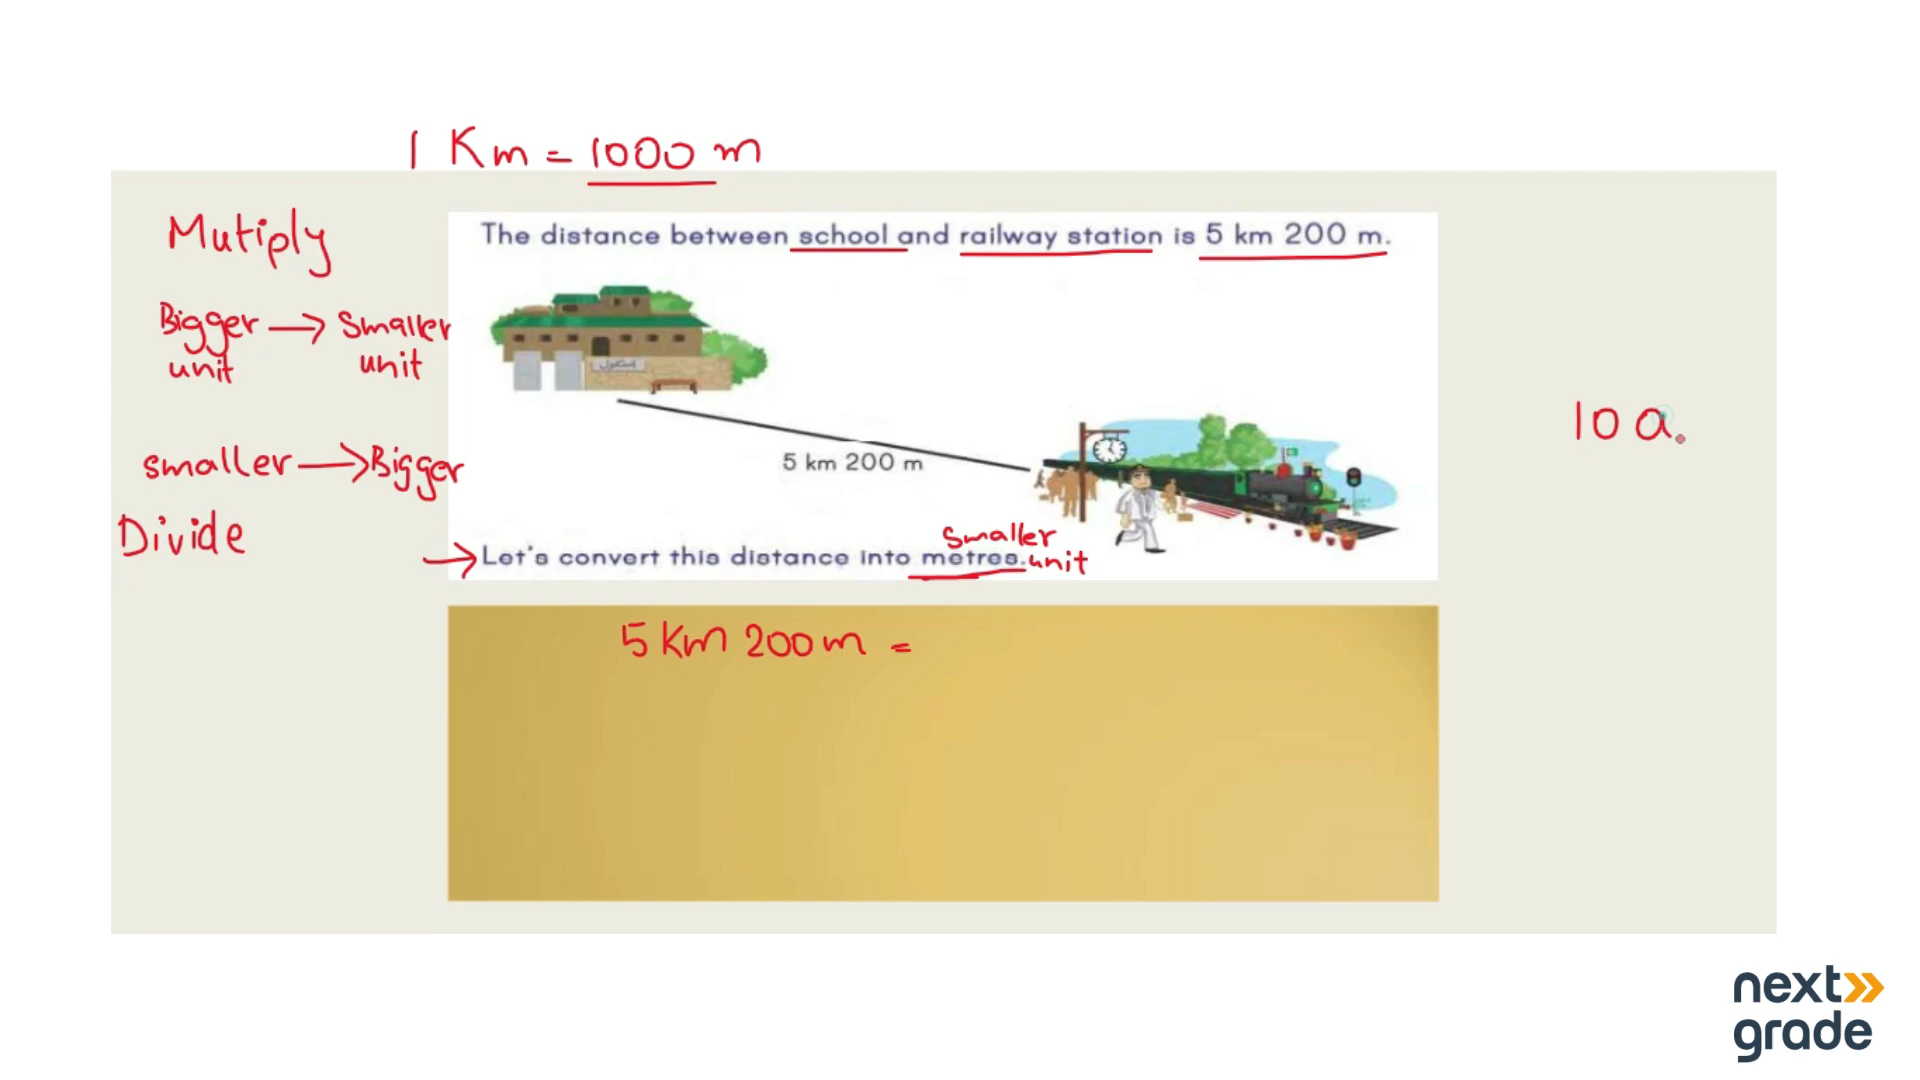 1 Km = 1000 m
Mutiply
Bigger unit → Smaller unit
smaller → Bigger
Divide
The distance between school and railway station is 5 km 200 m.
اسکول
5 km 200 m
Smaller unit
→ Let's convert this distance into metres.
5 Km 200 m =
10 a.
next
grade